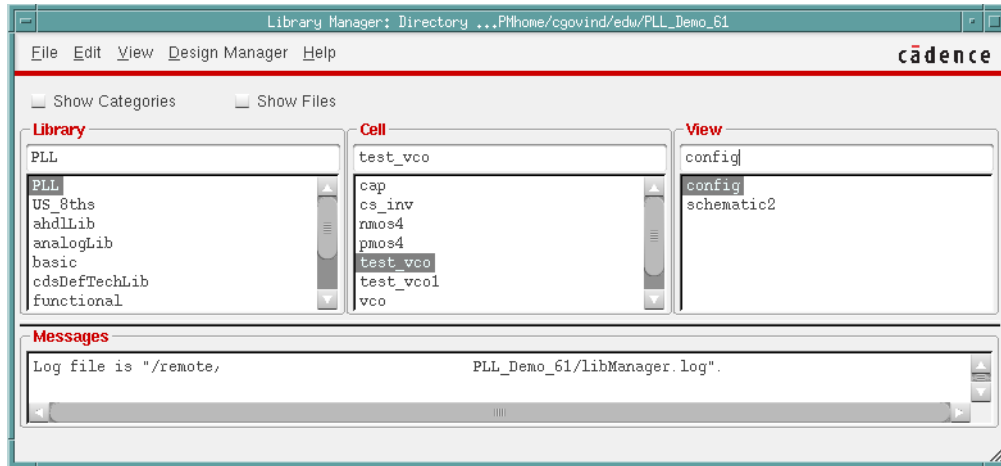 Library Manager: Directory ...PMhome/cgovind/edw/PLL_Demo_61
File Edit View Design Manager Help
cādence
Show Categories Show Files
Library Cell View
PLL test_vco config
PLL cap config
US_8ths cs_inv schematic2
ahdlLib nmos4
analogLib pmos4
basic test_vco
cdsDefTechLib test_vco1
functional vco
Messages
Log file is "/remote, PLL_Demo_61/libManager.log".